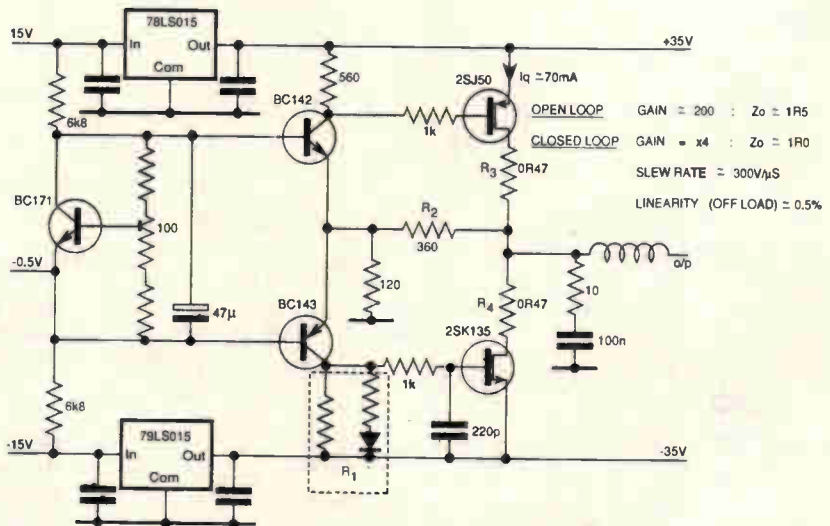 15V
78LS015
In
Out
Com
+35V
560
2SJ50
Iq ≃70mA
BC142
6k8
1k
OPEN LOOP GAIN ≃ 200 : Zo ≃ 1R5
CLOSED LOOP GAIN = x4 : Zo ≃ 1R0
SLEW RATE ≃ 300V/µS
LINEARITY (OFF LOAD) ≃ 0.5%
R3
0R47
BC171
100
R2
360
-0.5V
120
o/p
10
R4
0R47
47µ
BC143
2SK135
100n
1k
6k8
220p
-15V
79LS015
In
Out
Com
R1
-35V